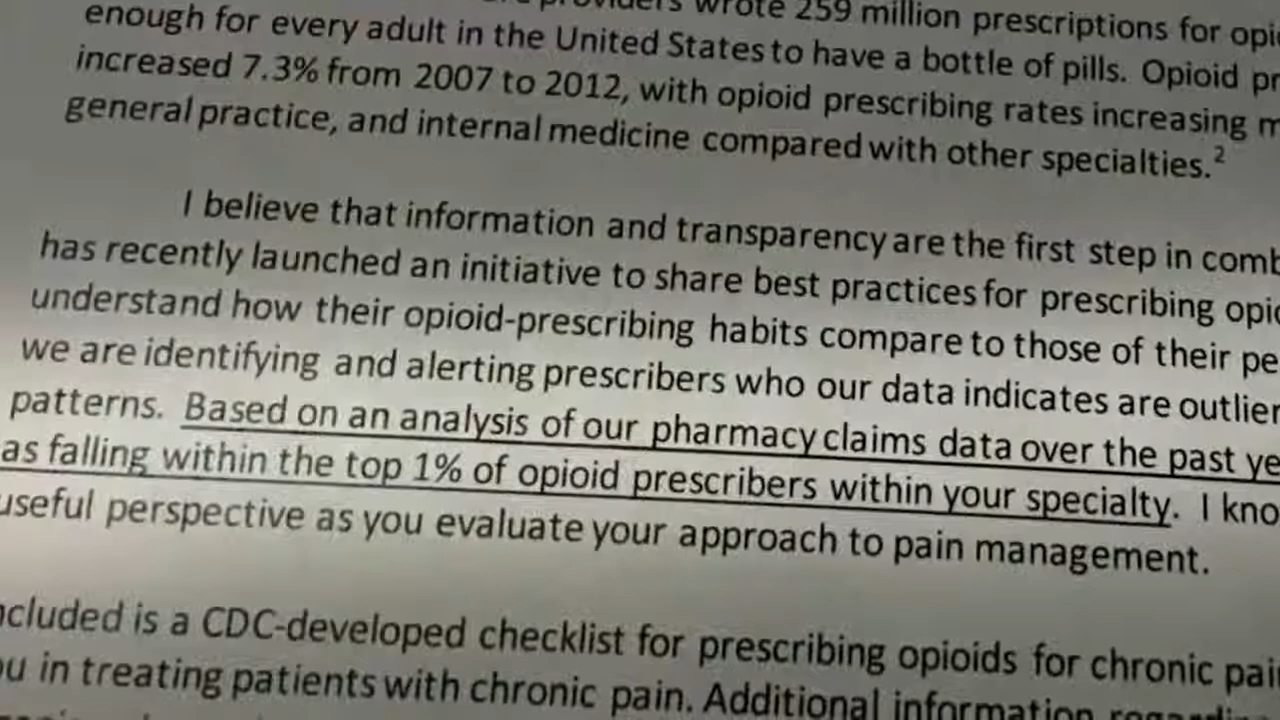 providers wrote 259 million prescriptions for
enough for every adult in the United States to have a bottle of pills. Opioid
increased 7.3% from 2007 to 2012, with opioid prescribing rates increasing
general practice, and internal medicine compared with other specialties.2
I believe that information and transparency are the first step in
has recently launched an initiative to share best practices for prescribing
understand how their opioid-prescribing habits compare to those of their
we are identifying and alerting prescribers who our data indicates are
patterns. Based on an analysis of our pharmacy claims data over the past
as falling within the top 1% of opioid prescribers within your specialty. I
useful perspective as you evaluate your approach to pain management.
is a CDC-developed checklist for prescribing opioids for chronic
in treating patients with chronic pain. Additional information